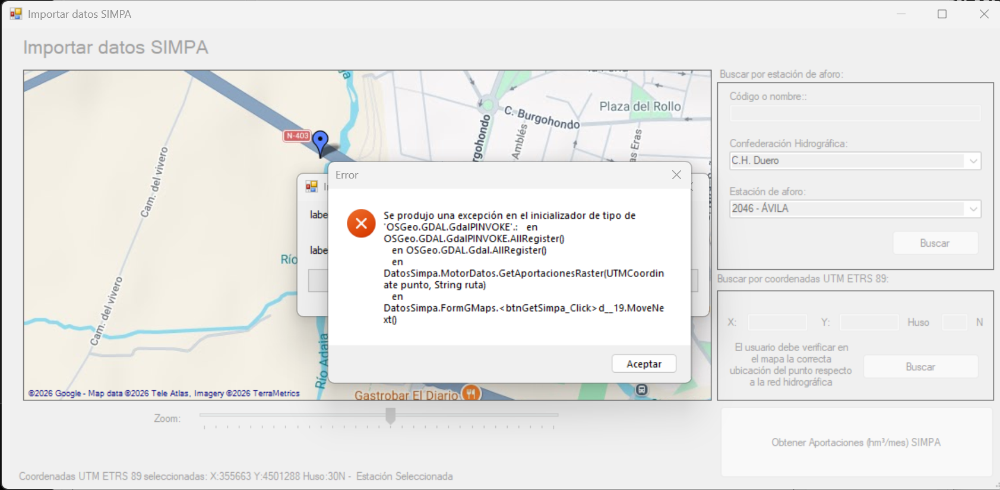 Importar datos SIMPA
Importar datos SIMPA
Buscar por estación de aforo:
Código o nombre::
Confederación Hidrográfica:
C.H. Duero
Estación de aforo:
2046 - ÁVILA
Buscar
Buscar por coordenadas UTM ETRS 89:
X:
Y:
Huso
N
El usuario debe verificar en
el mapa la correcta
ubicación del punto respecto
a la red hidrográfica
Buscar
Obtener Aportaciones (hm³/mes) SIMPA
Plaza del Rollo
C. Burgohondo
Amblés
N-403
Cam. del vivero
Cam. del vivero
Río
Río Adaja
Gastrobar El Diario
©2026 Google - Map data ©2026 Tele Atlas, Imagery ©2026 TerraMetrics
Error
Se produjo una excepción en el inicializador de tipo de
'OSGeo.GDAL.GdalPINVOKE'.: en
OSGeo.GDAL.GdalPINVOKE.AllRegister()
en OSGeo.GDAL.Gdal.AllRegister()
en
DatosSimpa.MotorDatos.GetAportacionesRaster(UTMCoordin
ate punto, String ruta)
en
DatosSimpa.FormGMaps.<btnGetSimpa_Click>d__19.MoveNe
xt()
Aceptar
Zoom:
Coordenadas UTM ETRS 89 seleccionadas: X:355663 Y:4501288 Huso:30N - Estación Seleccionada